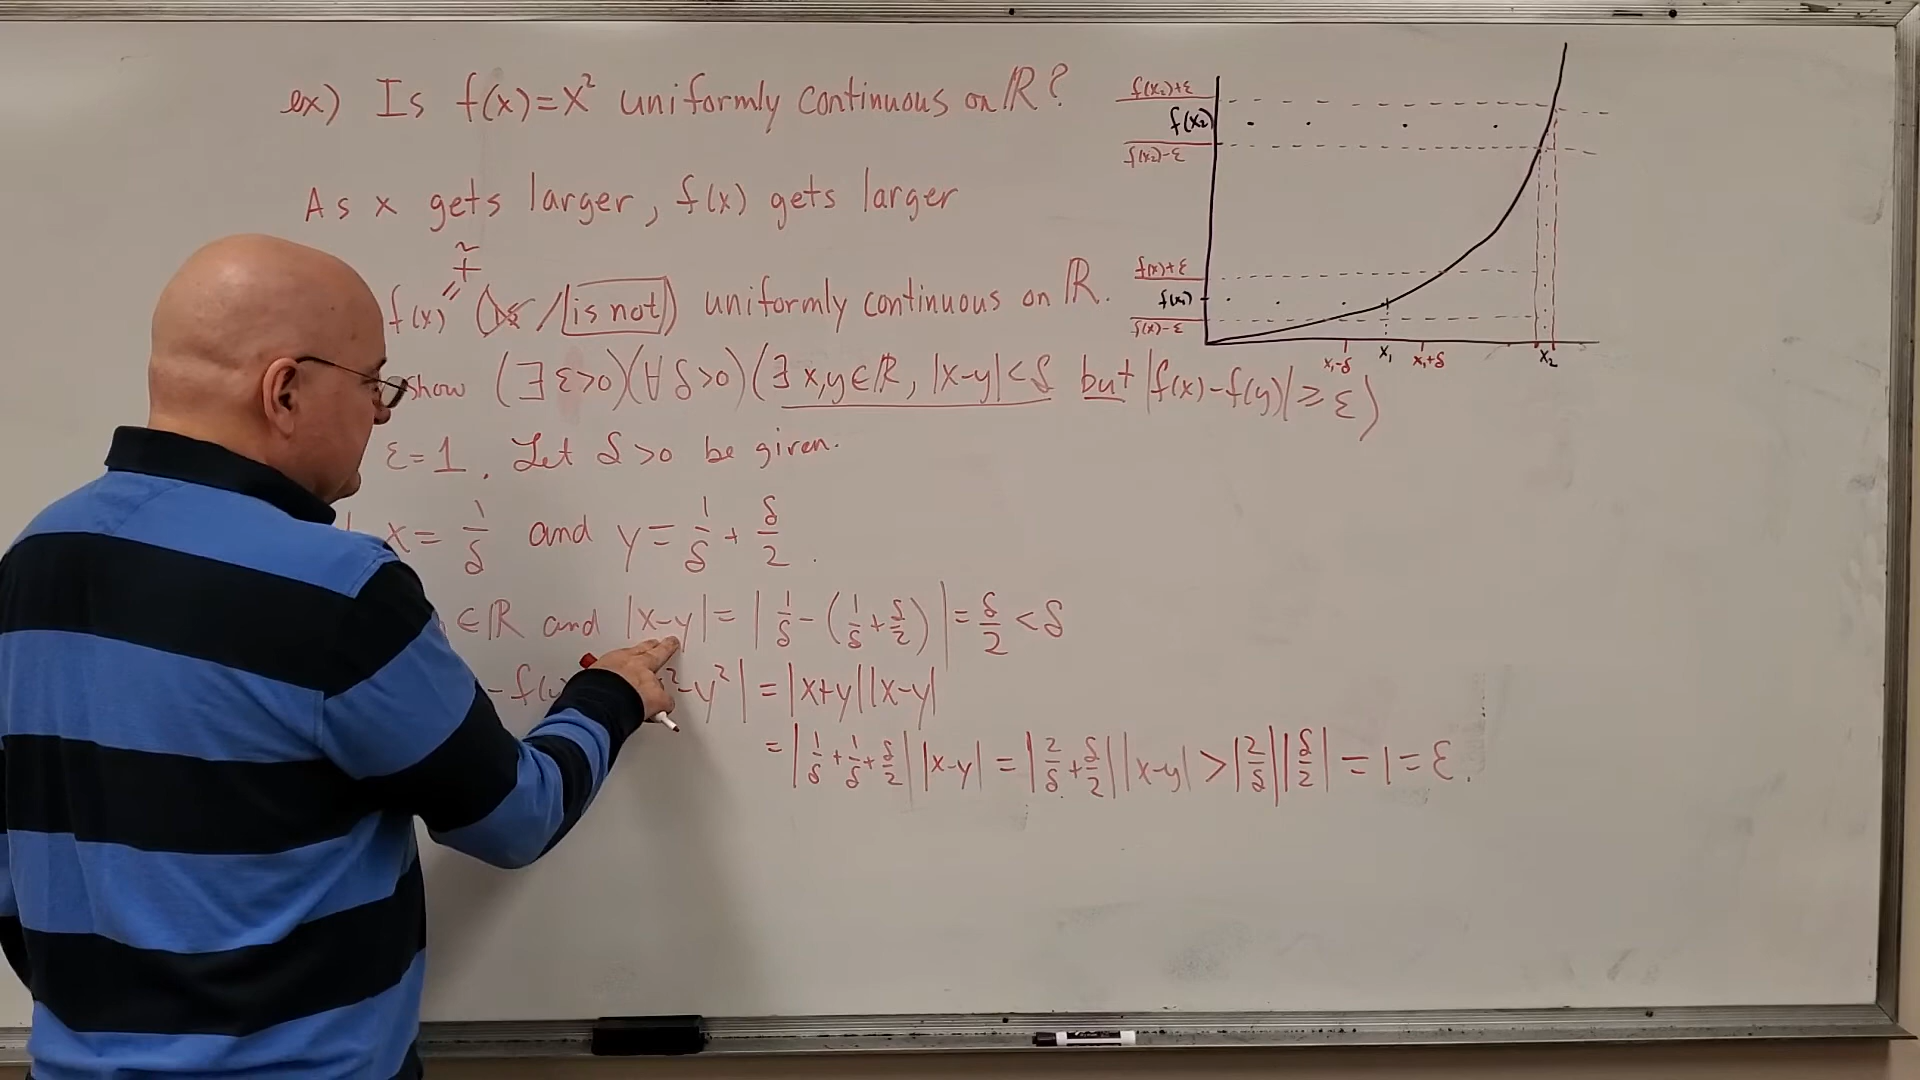 ex) Is f(x)=x² uniformly continuous on ℝ?
As x gets larger, f(x) gets larger
f(x) (is / is not) uniformly continuous on ℝ.
show (∃ ε>0)(∀ δ>0)(∃ x,y∈ℝ, |x-y|<δ but |f(x)-f(y)|≥ε)
ε=1. Let δ>0 be given.
x = 1/δ and y = 1/δ + δ/2.
∈ℝ and |x-y| = |1/δ - (1/δ + δ/2)| = δ/2 < δ
- f(y) ²-y²| = |x+y||x-y|
= |1/δ + 1/δ + δ/2||x-y| = |2/δ + δ/2||x-y| > |2/δ||δ/2| = 1 = ε.
f(x₂)+ε
f(x₂)
f(x₂)-ε
f(x)+ε
f(x₁)
f(x)-ε
x₁-δ x₁ x₁+δ x₂